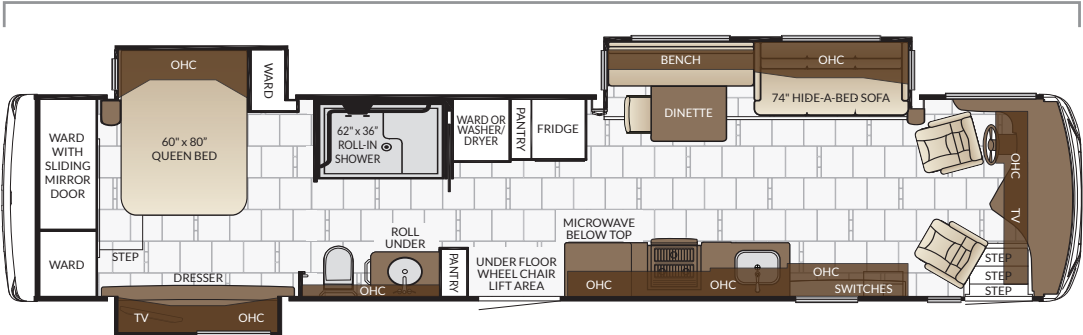 OHC
WARD
60" x 80"
QUEEN BED
WARD
WITH
SLIDING
MIRROR
DOOR
WARD
STEP
DRESSER
TV
OHC
62" x 36"
ROLL-IN
SHOWER
WARD OR
WASHER/
DRYER
PANTRY
FRIDGE
ROLL
UNDER
OHC
PANTRY
UNDER FLOOR
WHEEL CHAIR
LIFT AREA
MICROWAVE
BELOW TOP
OHC
OHC
OHC
SWITCHES
BENCH
OHC
DINETTE
74" HIDE-A-BED SOFA
OHC
TV
STEP
STEP
STEP